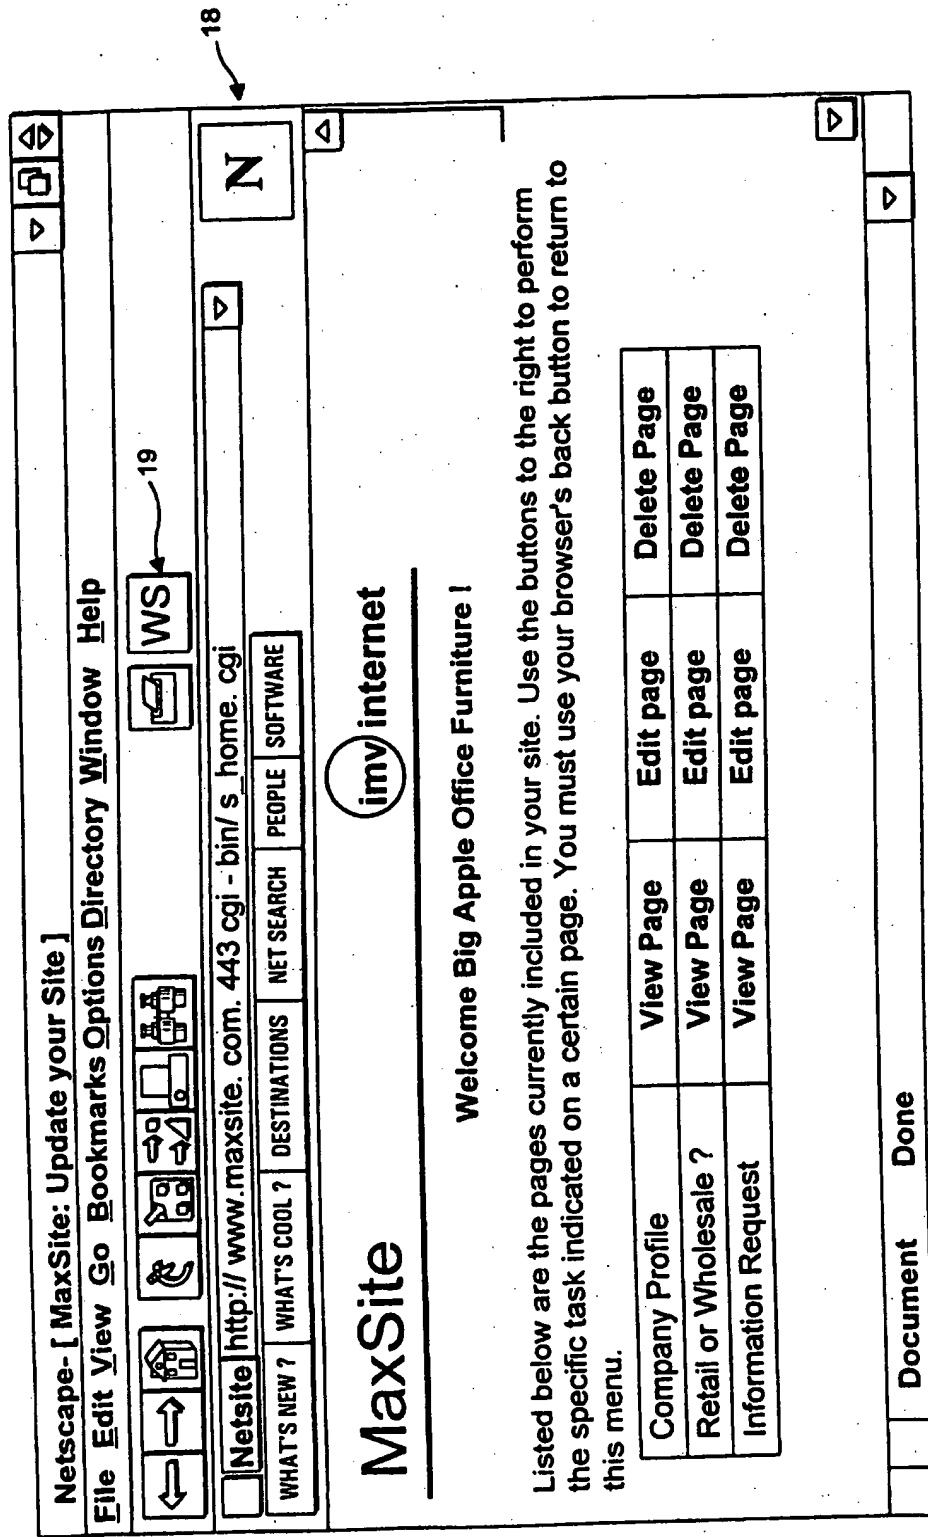 18
Netscape- [ MaxSite: Update your Site ]
File Edit View Go Bookmarks Options Directory Window Help
WS
19
Netsite http:// www.maxsite. com. 443 cgi - bin/ s_home. cgi
N
WHAT'S NEW ? WHAT'S COOL ? DESTINATIONS NET SEARCH PEOPLE SOFTWARE
MaxSite imv internet
Welcome Big Apple Office Furniture !
Listed below are the pages currently included in your site. Use the buttons to the right to perform
the specific task indicated on a certain page. You must use your browser's back button to return to
this menu.
Company Profile View Page Edit page Delete Page
Retail or Wholesale ? View Page Edit page Delete Page
Information Request View Page Edit page Delete Page
Document Done